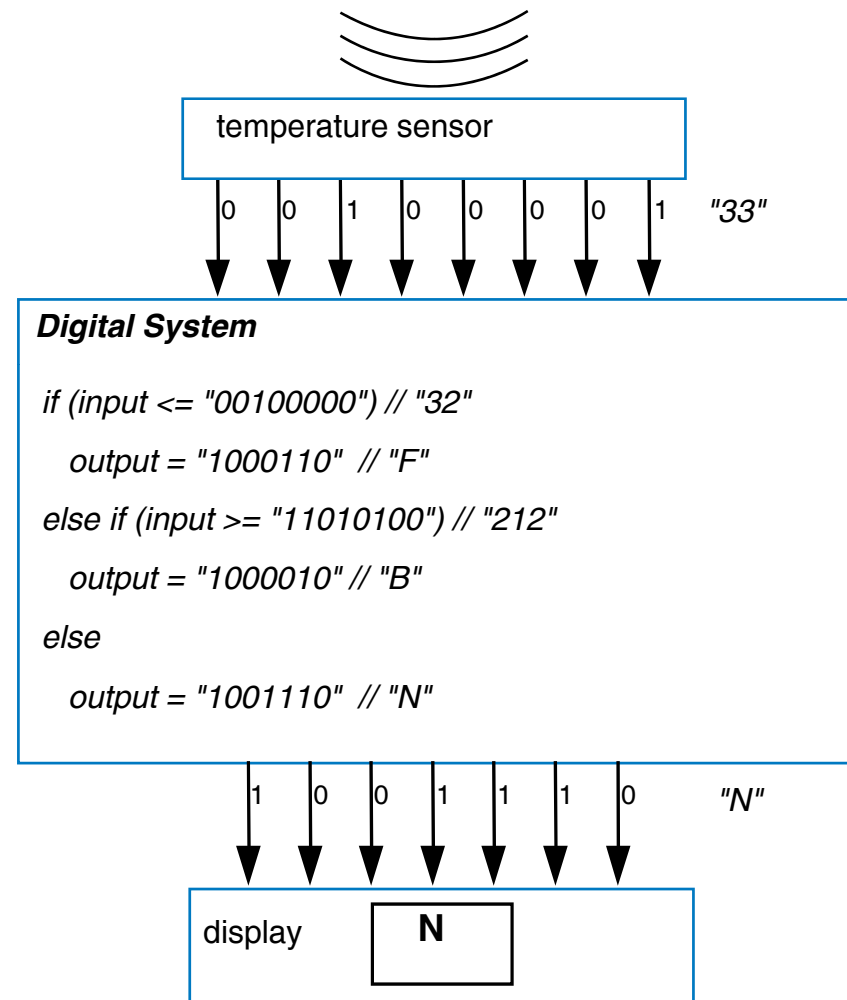 temperature sensor
0 0 1 0 0 0 0 1 "33"
Digital System
if (input <= "00100000") // "32"
output = "1000110" // "F"
else if (input >= "11010100") // "212"
output = "1000010" // "B"
else
output = "1001110" // "N"
1 0 0 1 1 1 0 "N"
display N